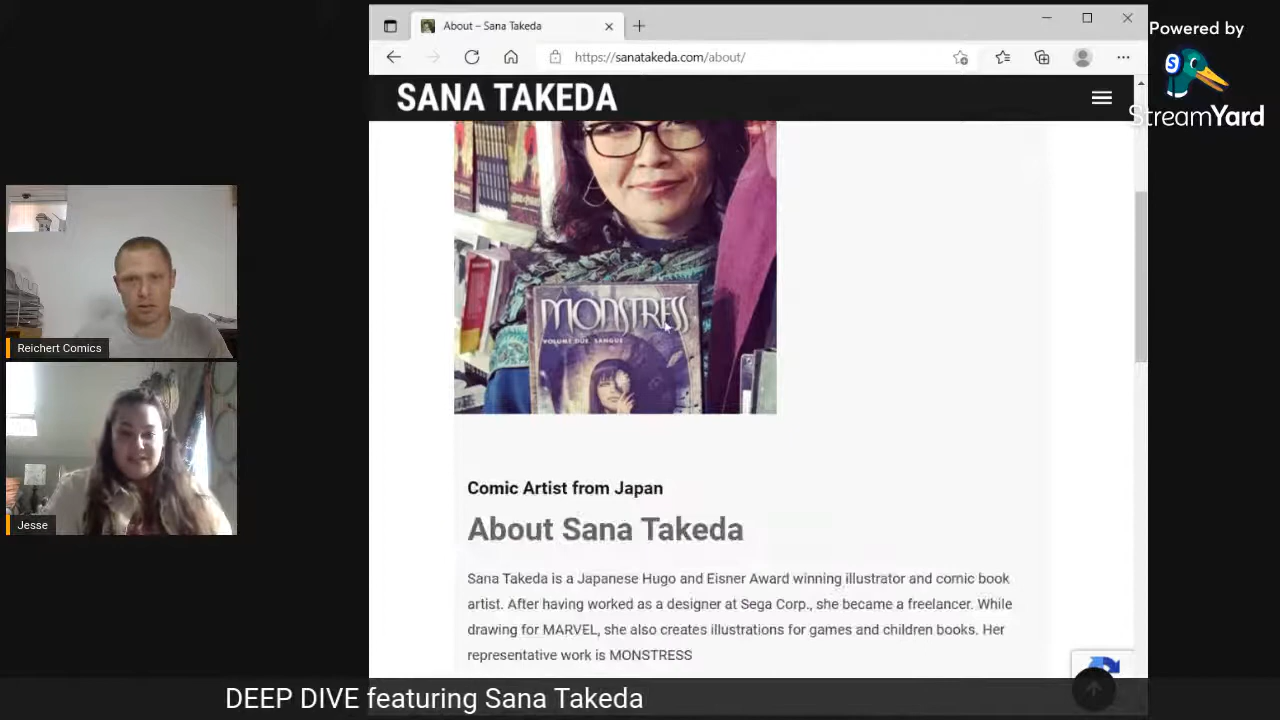 About – Sana Takeda
https://sanatakeda.com/about/
Powered by
StreamYard
SANA TAKEDA
MONSTRESS
VOLUME DUE. SANGUE
Reichert Comics
Jesse
Comic Artist from Japan
About Sana Takeda
Sana Takeda is a Japanese Hugo and Eisner Award winning illustrator and comic book
artist. After having worked as a designer at Sega Corp., she became a freelancer. While
drawing for MARVEL, she also creates illustrations for games and children books. Her
representative work is MONSTRESS
DEEP DIVE featuring Sana Takeda